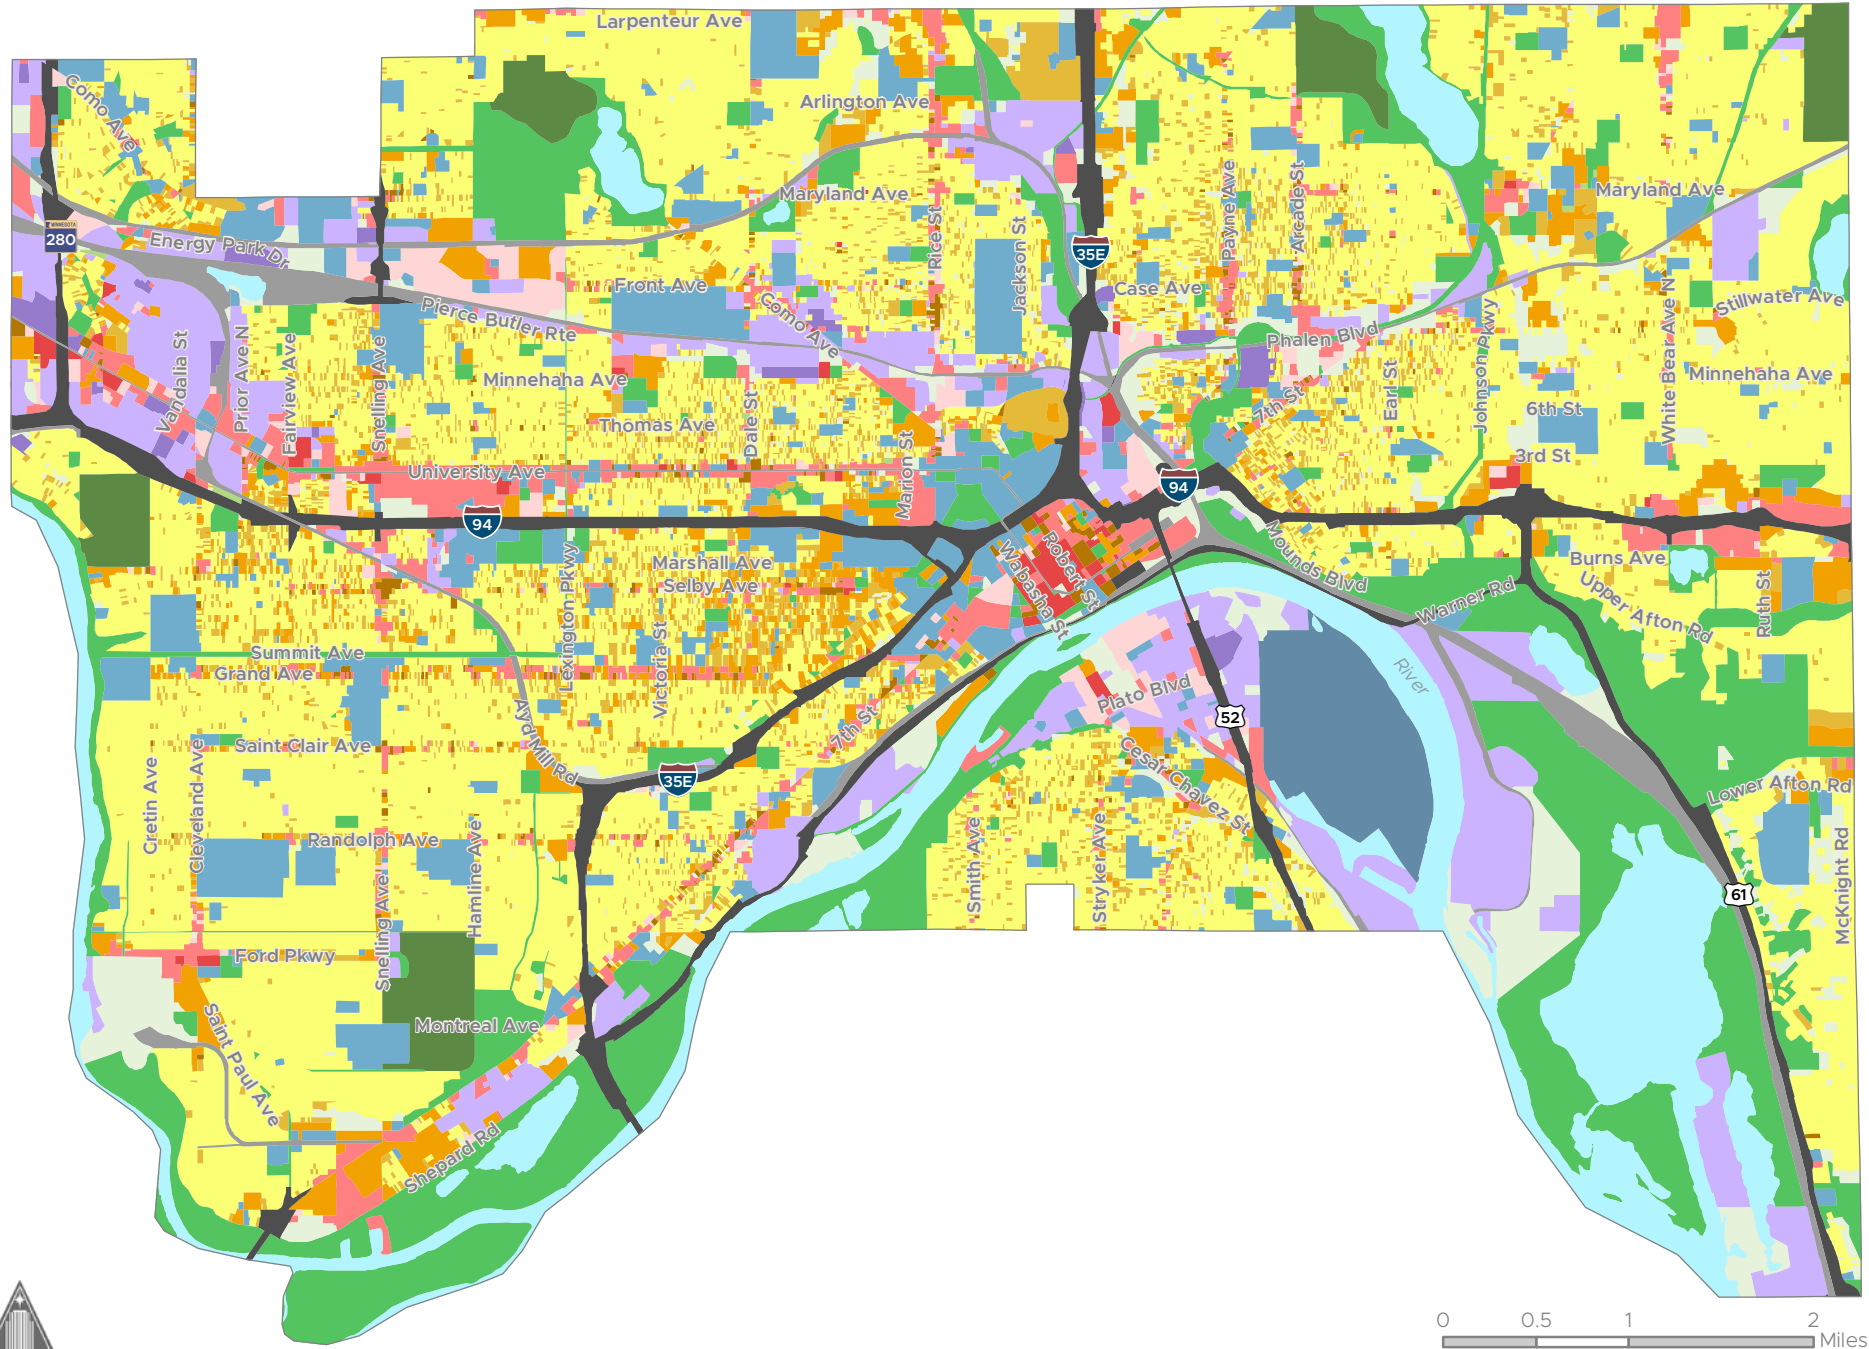 Larpenteur Ave
Como Ave
Arlington Ave
Maryland Ave
Maryland Ave
Payne Ave
Arcade St
Rice St
Jackson St
MINNESOTA
280
Energy Park Dr
35E
Front Ave
Case Ave
Como Ave
Pierce Butler Rte
Stillwater Ave
White Bear Ave N
Johnson Pkwy
Phalen Blvd
Vandalia St
Prior Ave N
Fairview Ave
Snelling Ave
Minnehaha Ave
Minnehaha Ave
Earl St
7th St
6th St
Dale St
Thomas Ave
Marion St
3rd St
University Ave
94
94
Robert St
Wabasha St
Mounds Blvd
Lexington Pkwy
Marshall Ave
Selby Ave
Burns Ave
Upper Afton Rd
Ruth St
Warner Rd
Victoria St
Summit Ave
Grand Ave
River
Plato Blvd
52
Ayd Mill Rd
7th St
Saint Clair Ave
Cesar Chavez St
35E
Cretin Ave
Cleveland Ave
Lower Afton Rd
Randolph Ave
Hamline Ave
Smith Ave
Stryker Ave
McKnight Rd
61
Snelling Ave
Ford Pkwy
Saint Paul Ave
Montreal Ave
Shepard Rd
0 0.5 1 2
Miles